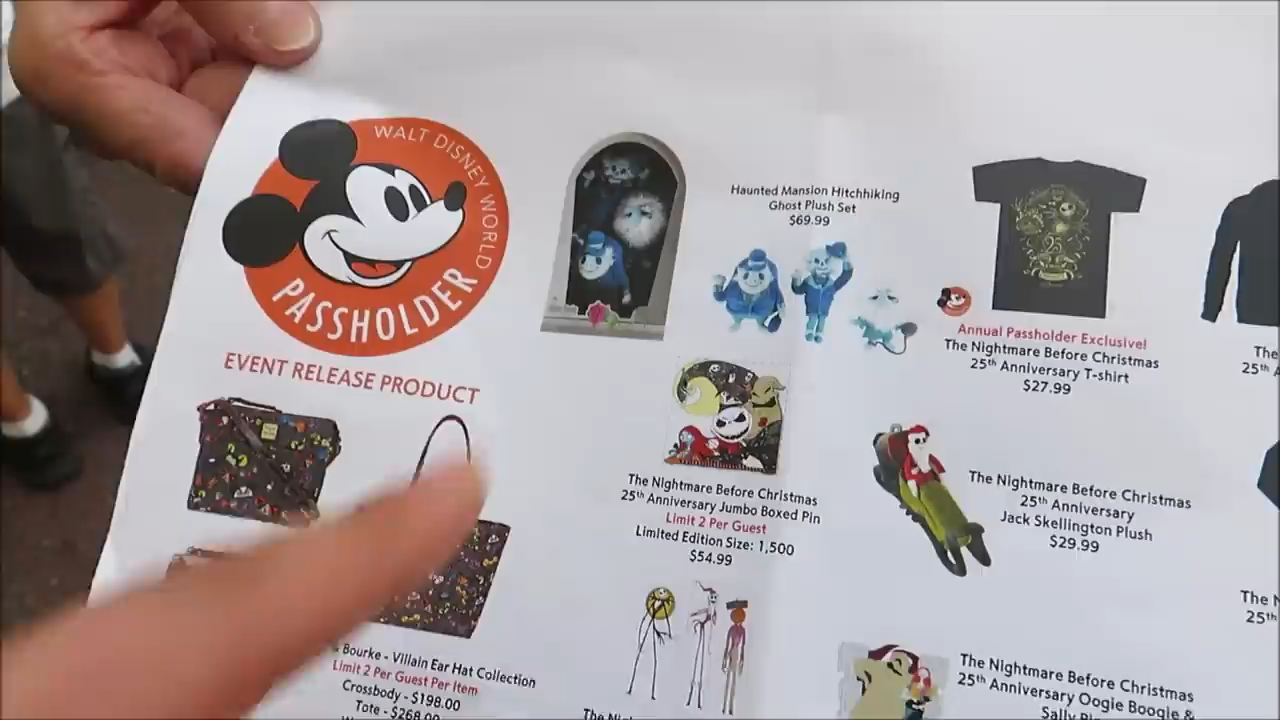 WALT DISNEY WORLD
PASSHOLDER
EVENT RELEASE PRODUCT
Bourke - Villain Ear Hat Collection
Limit 2 Per Guest Per Item
Crossbody - $198.00
Tote - $268.00
Haunted Mansion Hitchhiking
Ghost Plush Set
$69.99
The Nightmare Before Christmas
25th Anniversary Jumbo Boxed Pin
Limit 2 Per Guest
Limited Edition Size: 1,500
$54.99
The
25
Annual Passholder Exclusive!
The Nightmare Before Christmas
25th Anniversary T-shirt
$27.99
The Nightmare Before Christmas
25th Anniversary
Jack Skellington Plush
$29.99
The Nightmare Before Christmas
25th Anniversary Oogie Boogie &
Sally
The
25th
The
25th